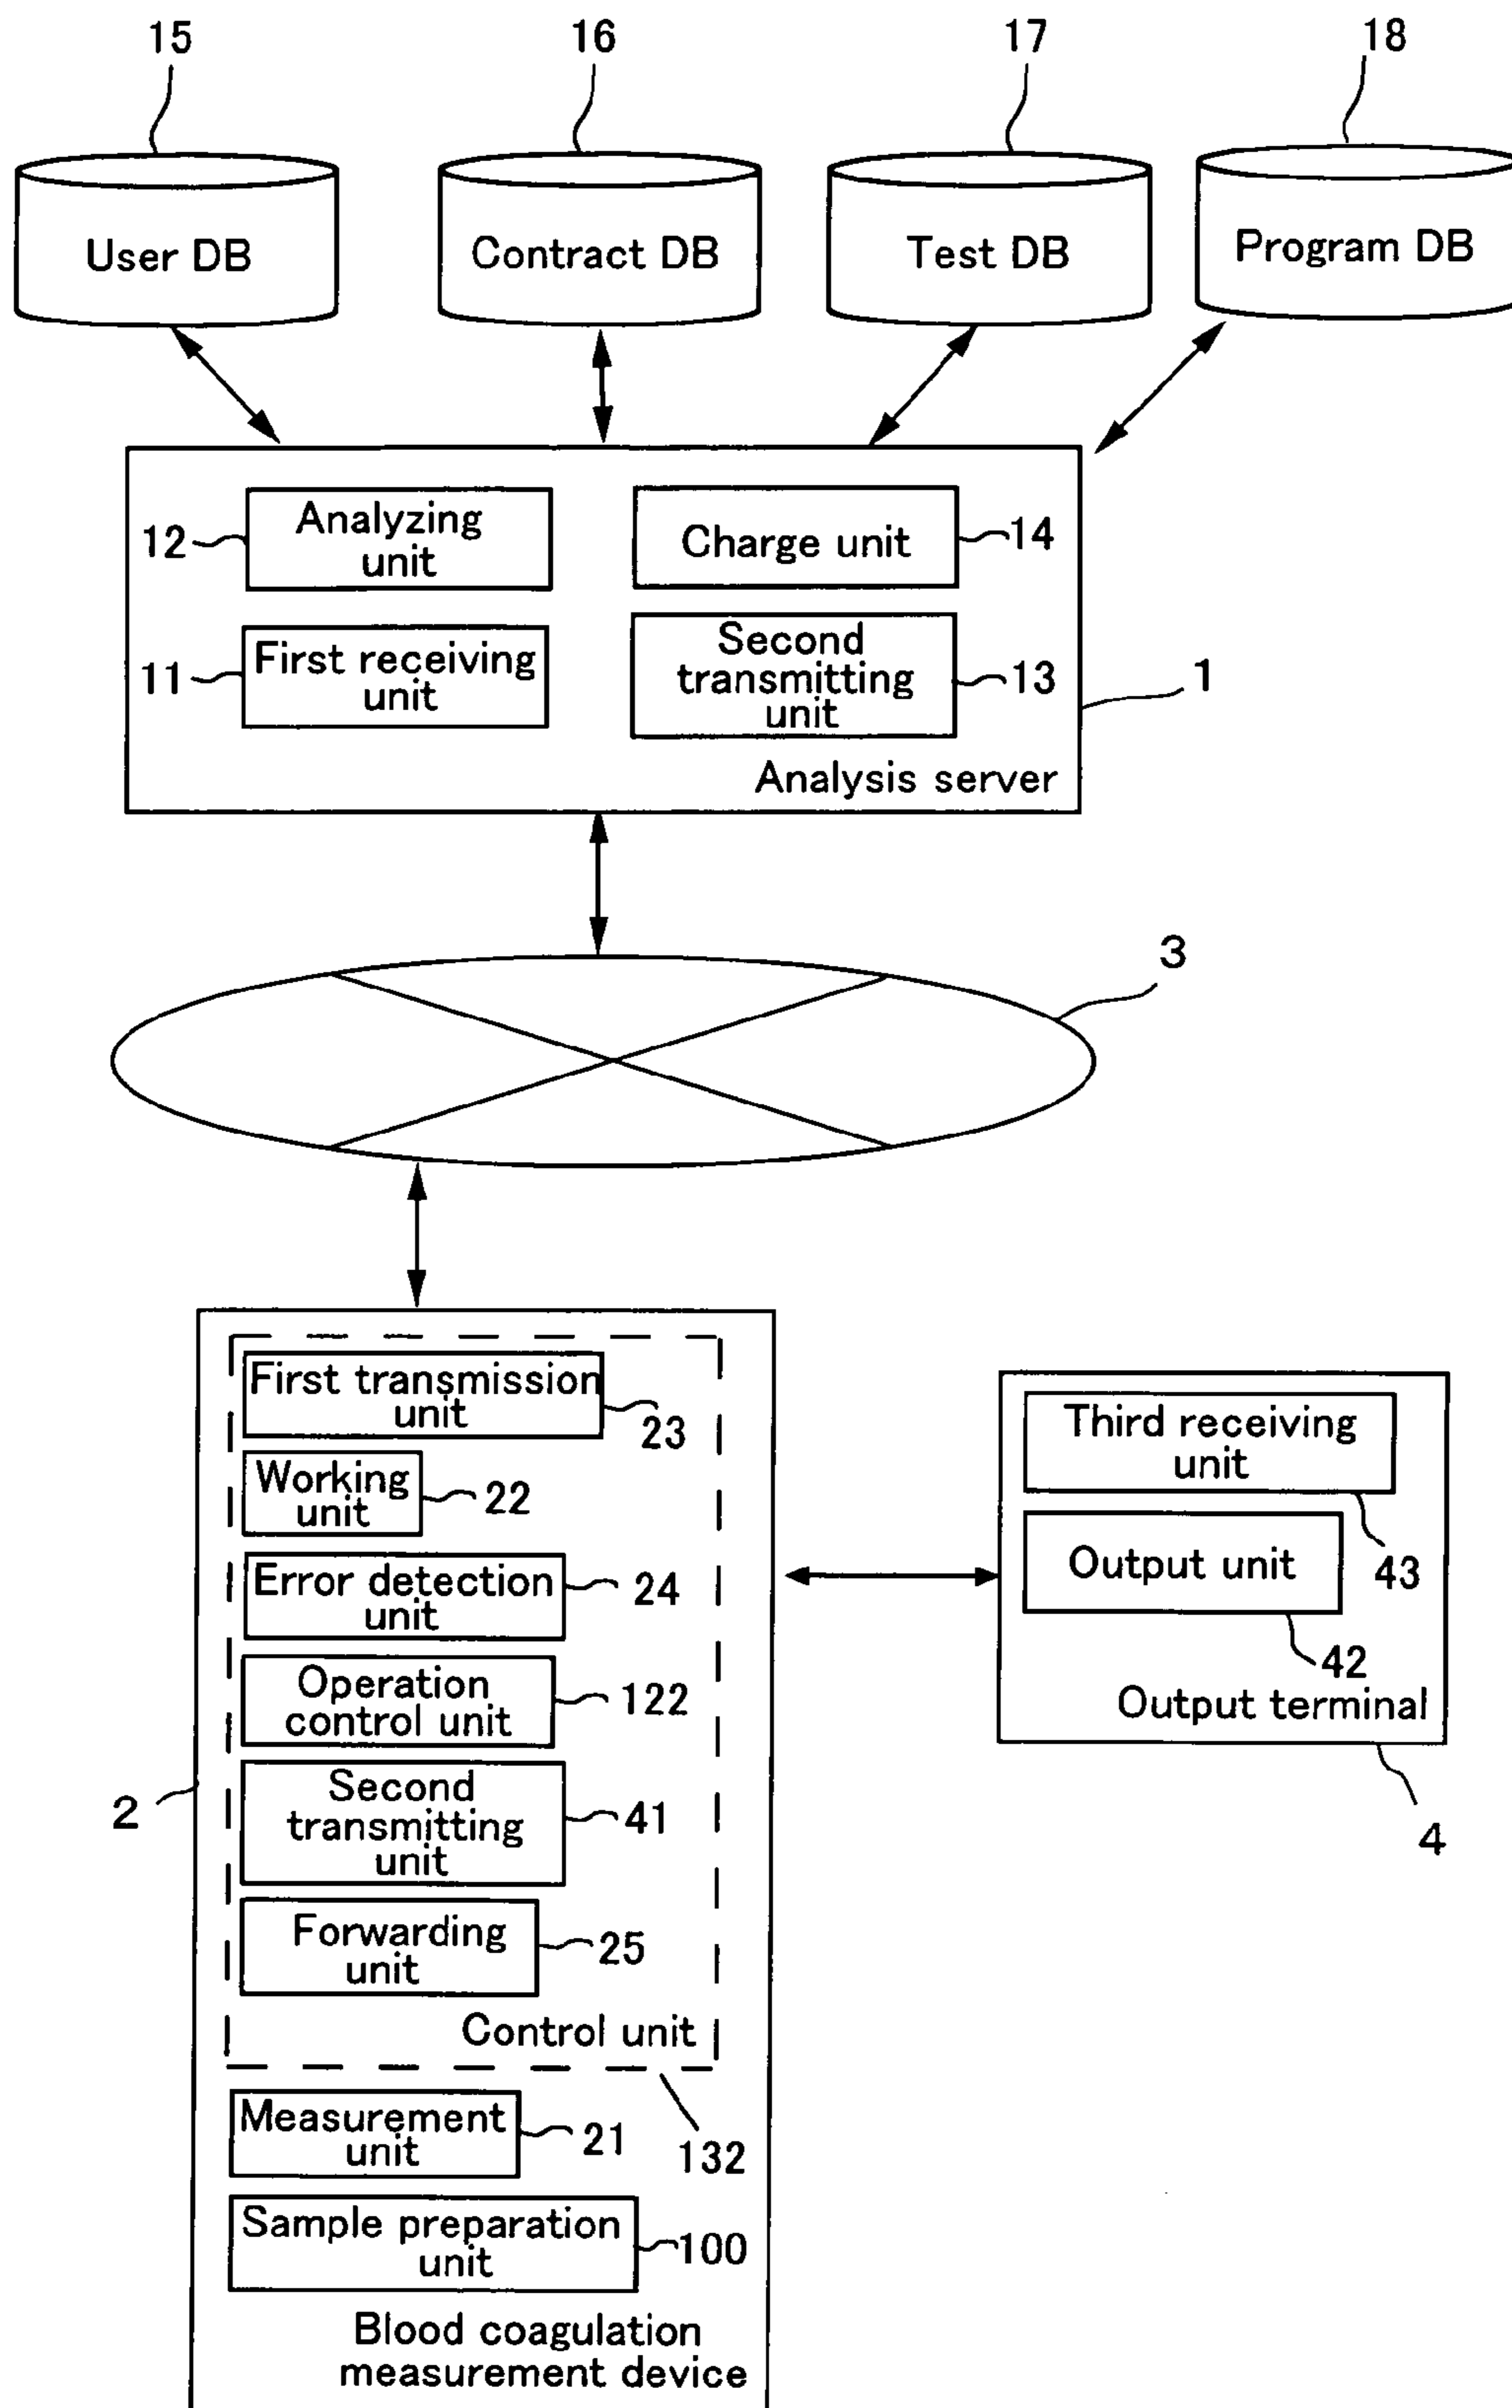 15
16
17
18
User DB
Contract DB
Test DB
Program DB
12
Analyzing
unit
Charge unit
14
11
First receiving
unit
Second
transmitting
unit
13
1
Analysis server
3
First transmission
unit
23
Working
unit
22
Error detection
unit
24
Operation
control unit
122
2
Second
transmitting
unit
41
Forwarding
unit
25
Control unit
132
Measurement
unit
21
Sample preparation
unit
100
Blood coagulation
measurement device
Third receiving
unit
43
Output unit
42
Output terminal
4